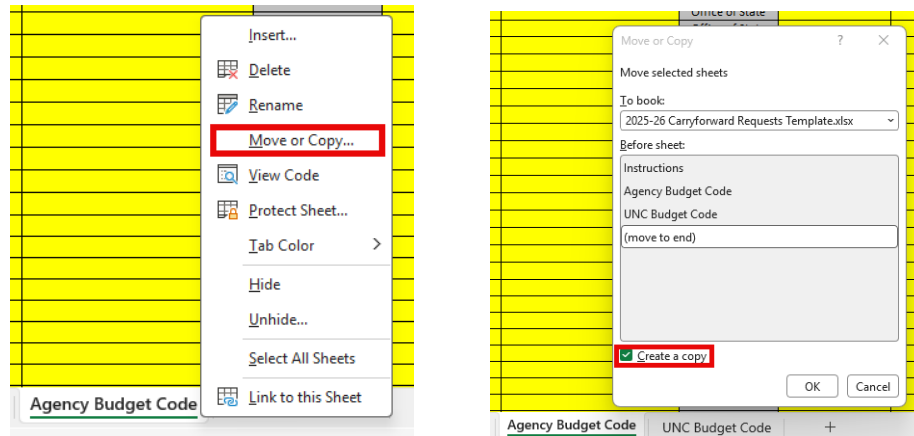 Insert...
Delete
Rename
Move or Copy...
View Code
Protect Sheet...
Tab Color
Hide
Unhide...
Select All Sheets
Link to this Sheet
Agency Budget Code
Office of State
Move or Copy ? ×
Move selected sheets
To book:
2025-26 Carryforward Requests Template.xlsx
Before sheet:
Instructions
Agency Budget Code
UNC Budget Code
(move to end)
Create a copy
OK Cancel
Agency Budget Code UNC Budget Code +